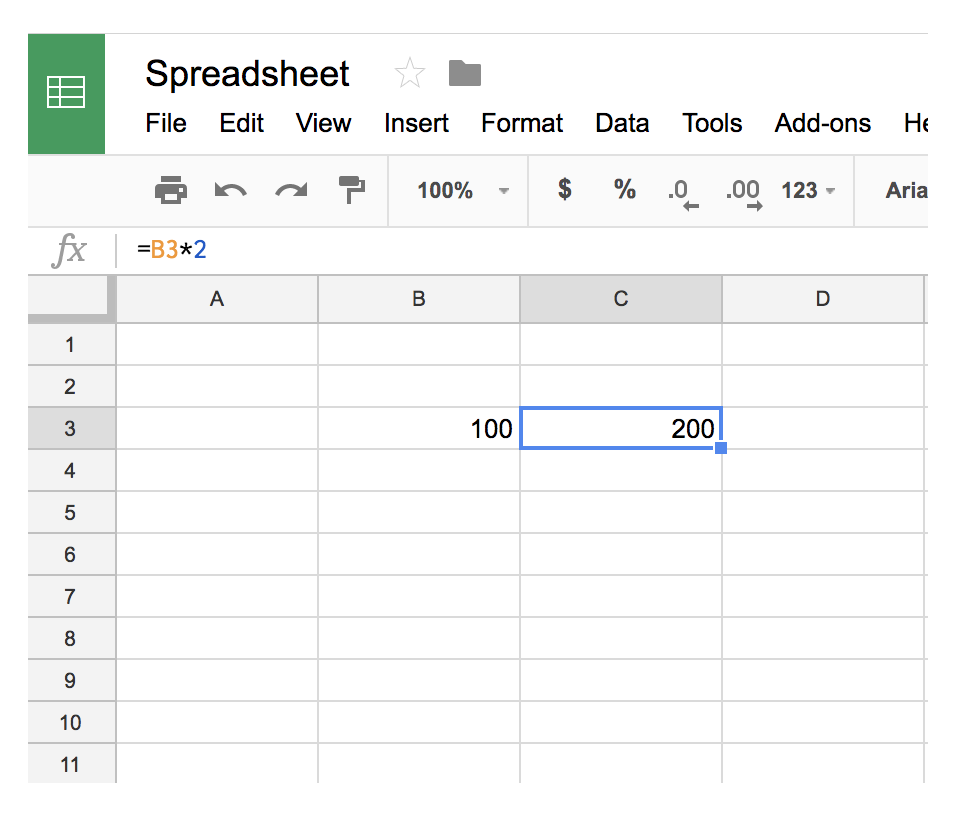 Spreadsheet
File Edit View Insert Format Data Tools Add-ons He
100% $ % .0 .00 123 Aria
fx =B3*2
A B C D
1
2
3 100 200
4
5
6
7
8
9
10
11